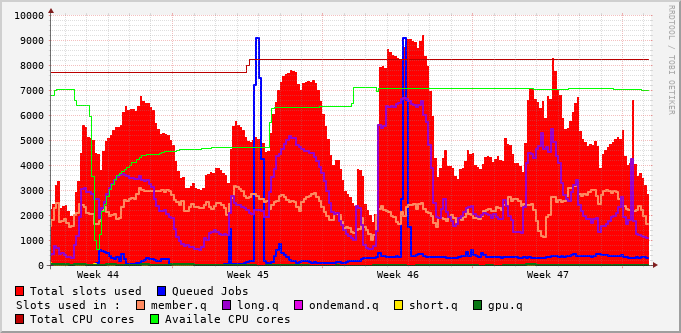 RRDTOOL / TOBI OETIKER
10000
9000
8000
7000
6000
5000
4000
3000
2000
1000
0
Week 44 Week 45 Week 46 Week 47
Total slots used Queued Jobs
Slots used in : member.q long.q ondemand.q short.q gpu.q
Total CPU cores Availale CPU cores